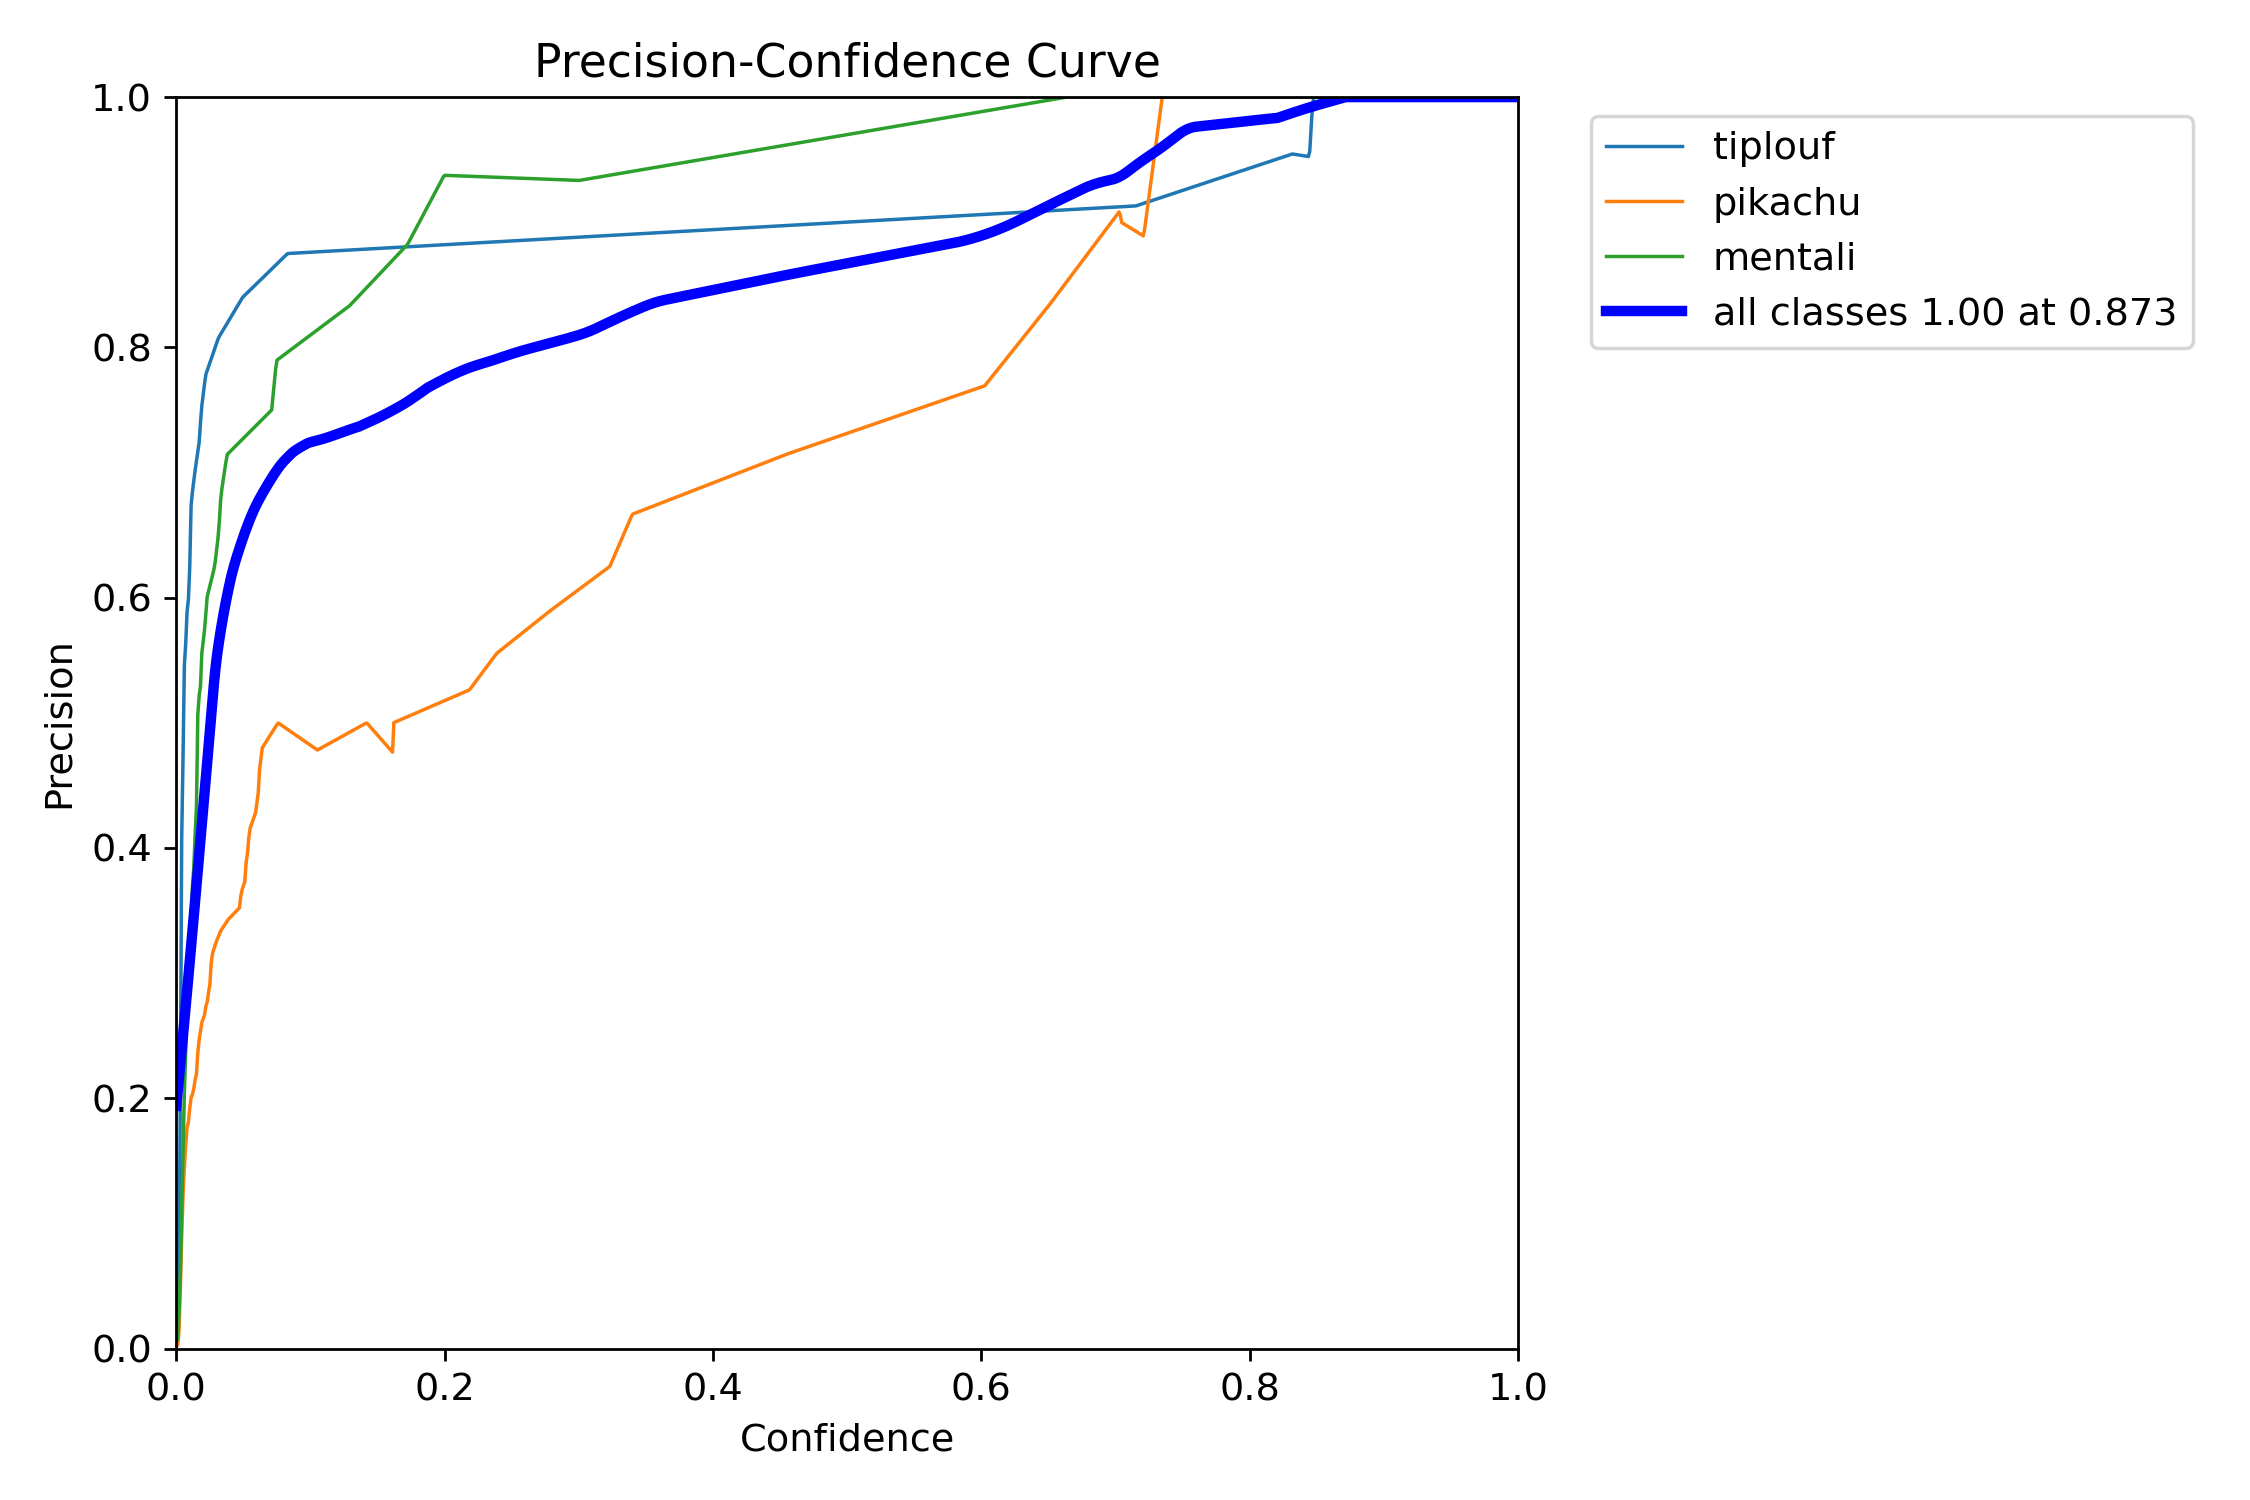 Precision-Confidence Curve
1.0
0.8
0.6
0.4
0.2
0.0
Precision
0.0 0.2 0.4 0.6 0.8 1.0
Confidence
tiplouf
pikachu
mentali
all classes 1.00 at 0.873